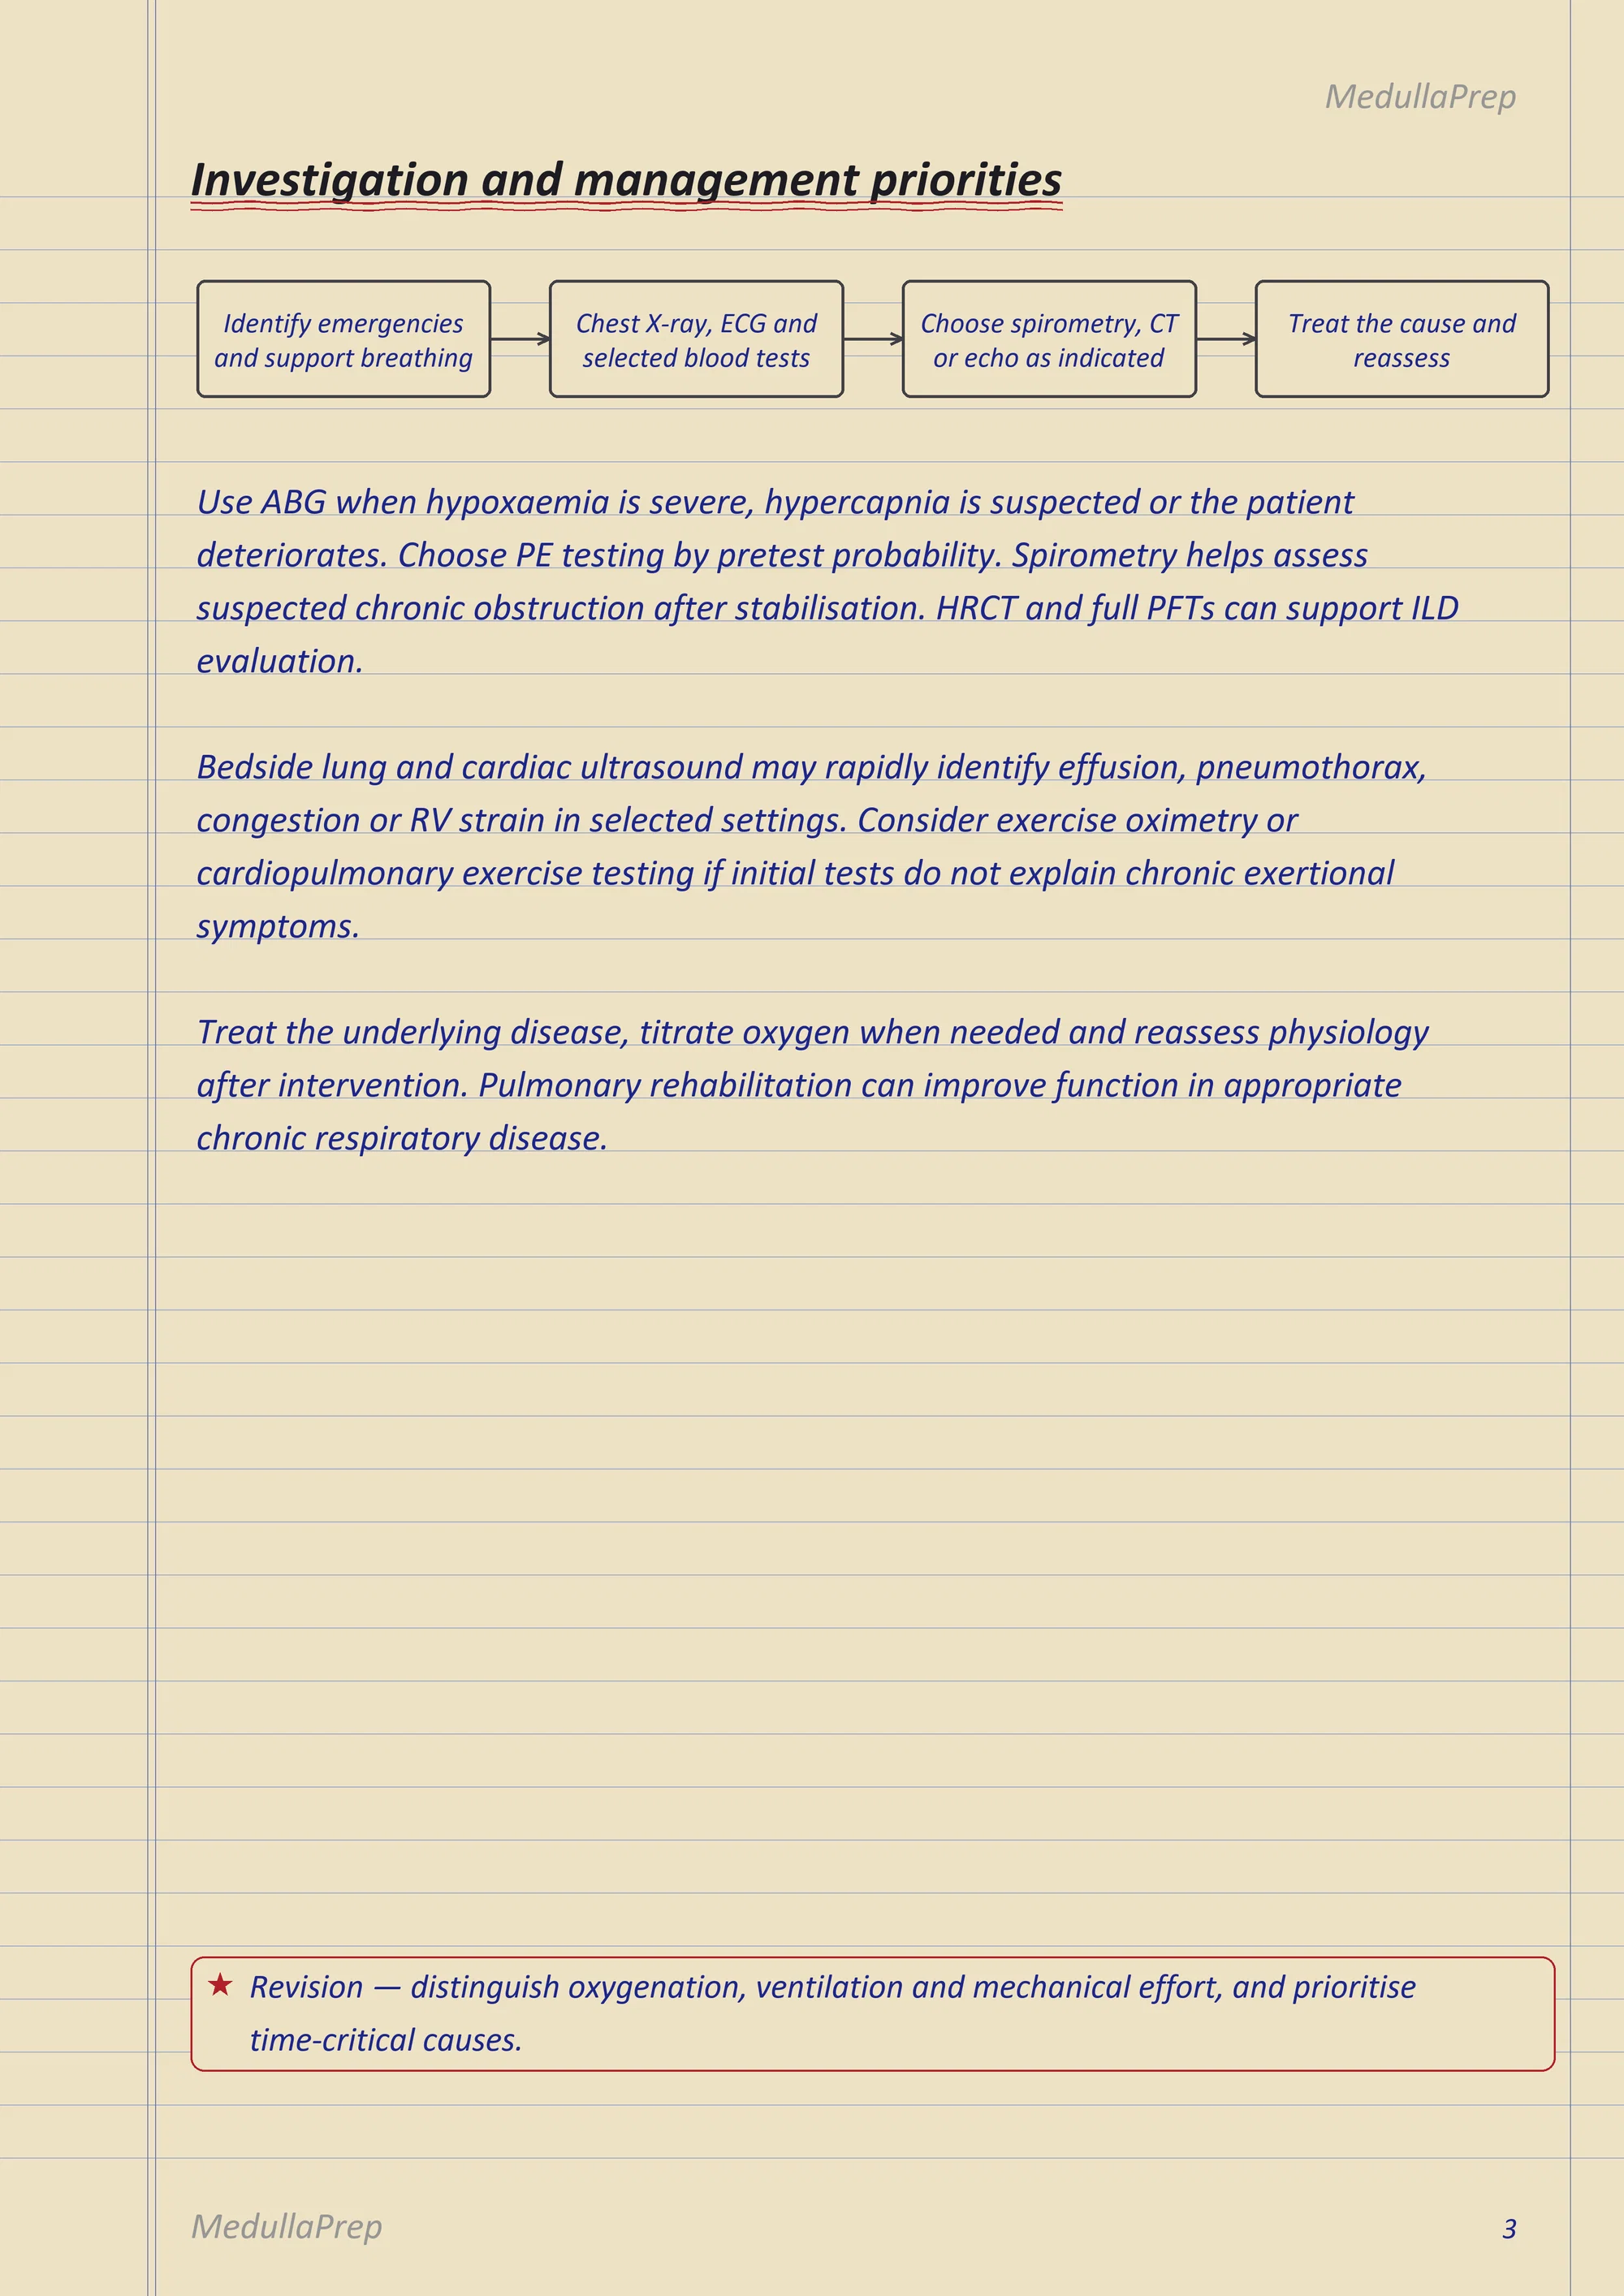 MedullaPrep
Investigation and management priorities
Identify emergencies
and support breathing
Chest X-ray, ECG and
selected blood tests
Choose spirometry, CT
or echo as indicated
Treat the cause and
reassess
Use ABG when hypoxaemia is severe, hypercapnia is suspected or the patient
deteriorates. Choose PE testing by pretest probability. Spirometry helps assess
suspected chronic obstruction after stabilisation. HRCT and full PFTs can support ILD
evaluation.
Bedside lung and cardiac ultrasound may rapidly identify effusion, pneumothorax,
congestion or RV strain in selected settings. Consider exercise oximetry or
cardiopulmonary exercise testing if initial tests do not explain chronic exertional
symptoms.
Treat the underlying disease, titrate oxygen when needed and reassess physiology
after intervention. Pulmonary rehabilitation can improve function in appropriate
chronic respiratory disease.
★ Revision — distinguish oxygenation, ventilation and mechanical effort, and prioritise
time-critical causes.
MedullaPrep
3